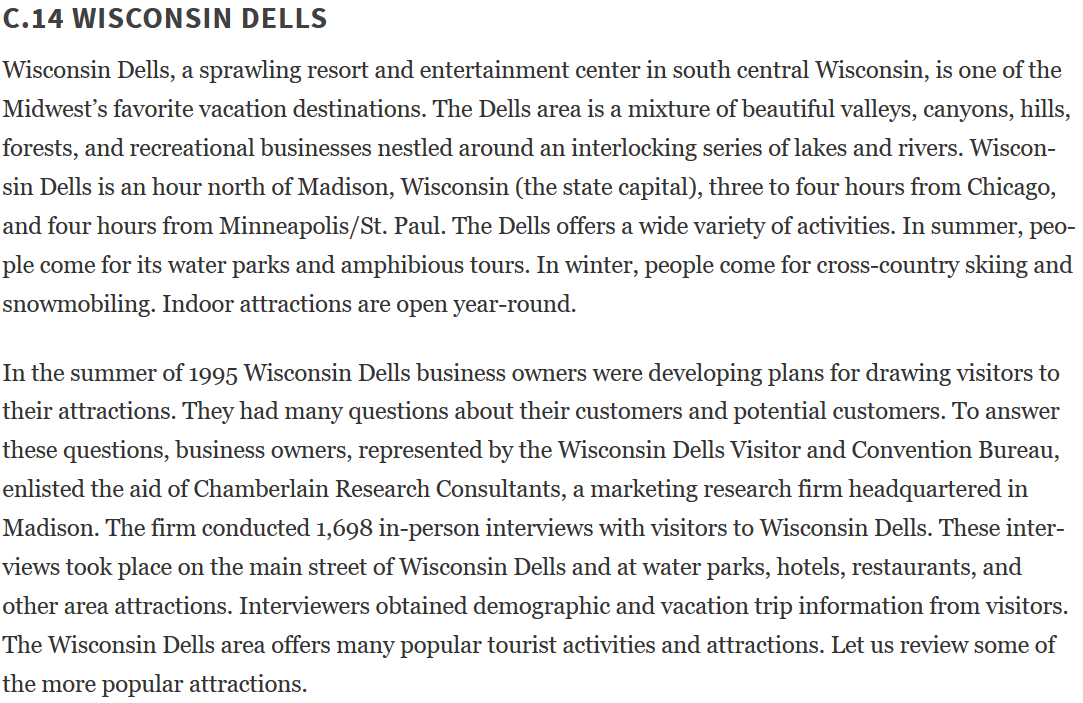 C.14 WISCONSIN DELLS
Wisconsin Dells, a sprawling resort and entertainment center in south central Wisconsin, is one of the
Midwest’s favorite vacation destinations. The Dells area is a mixture of beautiful valleys, canyons, hills,
forests, and recreational businesses nestled around an interlocking series of lakes and rivers. Wiscon-
sin Dells is an hour north of Madison, Wisconsin (the state capital), three to four hours from Chicago,
and four hours from Minneapolis/St. Paul. The Dells offers a wide variety of activities. In summer, peo-
ple come for its water parks and amphibious tours. In winter, people come for cross-country skiing and
snowmobiling. Indoor attractions are open year-round.
In the summer of 1995 Wisconsin Dells business owners were developing plans for drawing visitors to
their attractions. They had many questions about their customers and potential customers. To answer
these questions, business owners, represented by the Wisconsin Dells Visitor and Convention Bureau,
enlisted the aid of Chamberlain Research Consultants, a marketing research firm headquartered in
Madison. The firm conducted 1,698 in-person interviews with visitors to Wisconsin Dells. These inter-
views took place on the main street of Wisconsin Dells and at water parks, hotels, restaurants, and
other area attractions. Interviewers obtained demographic and vacation trip information from visitors.
The Wisconsin Dells area offers many popular tourist activities and attractions. Let us review some of
the more popular attractions.